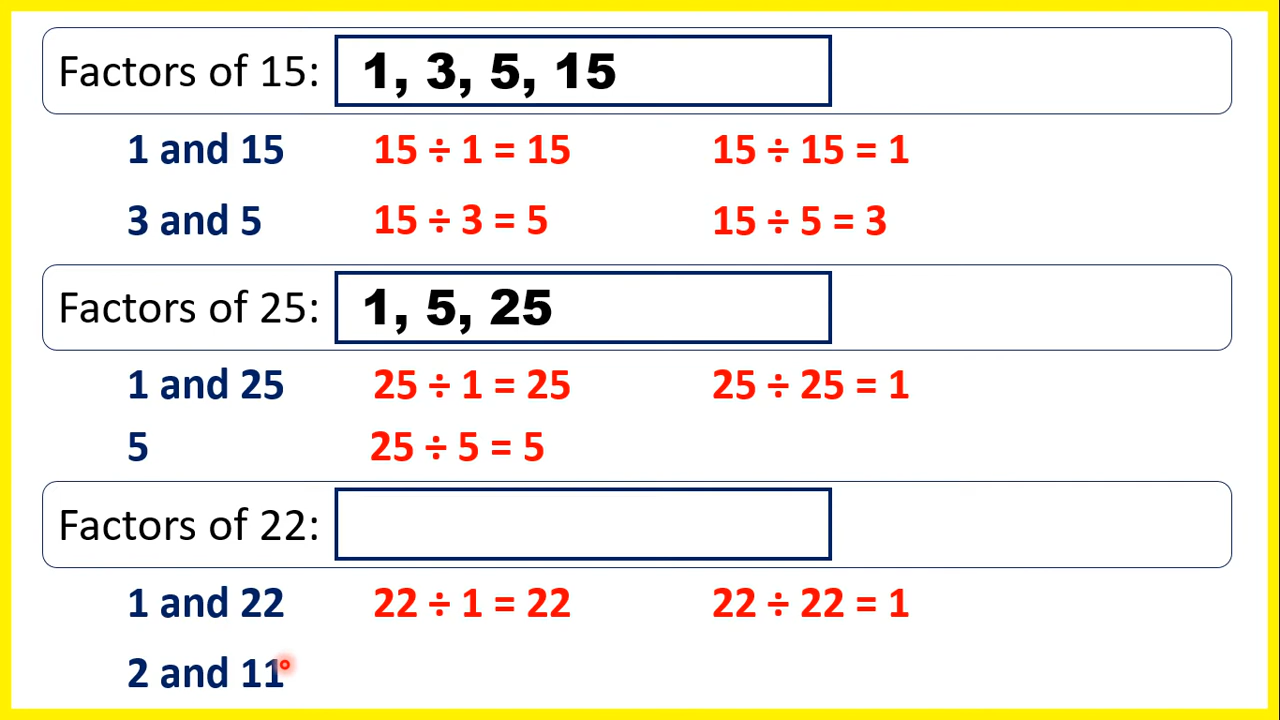 Factors of 15: 1, 3, 5, 15
1 and 15 15 ÷ 1 = 15 15 ÷ 15 = 1
3 and 5 15 ÷ 3 = 5 15 ÷ 5 = 3
Factors of 25: 1, 5, 25
1 and 25 25 ÷ 1 = 25 25 ÷ 25 = 1
5 25 ÷ 5 = 5
Factors of 22:
1 and 22 22 ÷ 1 = 22 22 ÷ 22 = 1
2 and 11